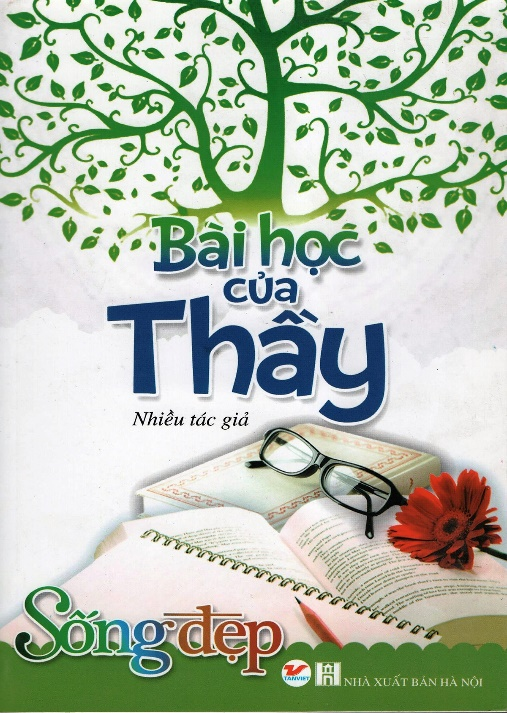 Bài học
của
Thầy
Nhiều tác giả
Sống đẹp
TANVIET
NHÀ XUẤT BẢN HÀ NỘI